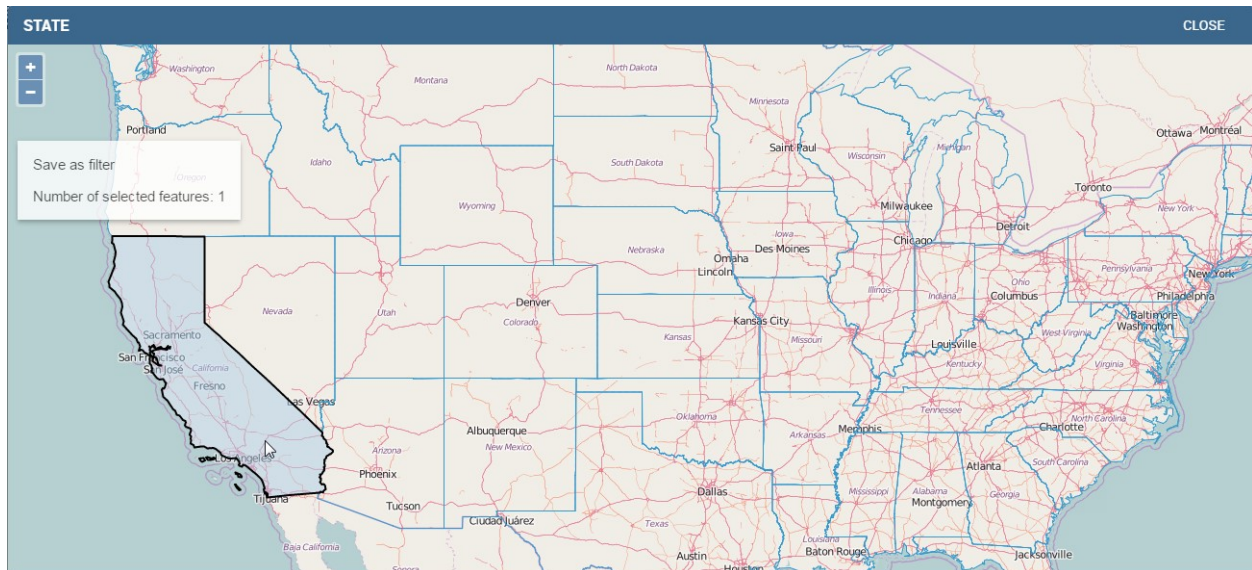 STATE
CLOSE
+
−
Save as filter
Number of selected features: 1
Washington
Montana
North Dakota
Minnesota
Portland
Ottawa
Montréal
Saint Paul
Wisconsin
Michigan
Idaho
Oregon
South Dakota
Toronto
Wyoming
Milwaukee
New York
Detroit
Iowa
Chicago
Nebraska
Des Moines
Omaha
Lincoln
Pennsylvania
New York
Nevada
Utah
Denver
Colorado
Illinois
Indiana
Ohio
Columbus
Philadelphia
Kansas City
Baltimore
Washington
Sacramento
Kansas
Missouri
West Virginia
Louisville
San Francisco
San José
California
Kentucky
Virginia
Fresno
Las Vegas
Oklahoma
Tennessee
North Carolina
Albuquerque
Memphis
Charlotte
Arizona
New Mexico
Arkansas
Los Angeles
South Carolina
Atlanta
Phoenix
Dallas
Mississippi
Alabama
Georgia
Tijuana
Tucson
Montgomery
Ciudad Juárez
Texas
Louisiana
Baja California
Austin
Baton Rouge
Jacksonville
Sonora
Houston